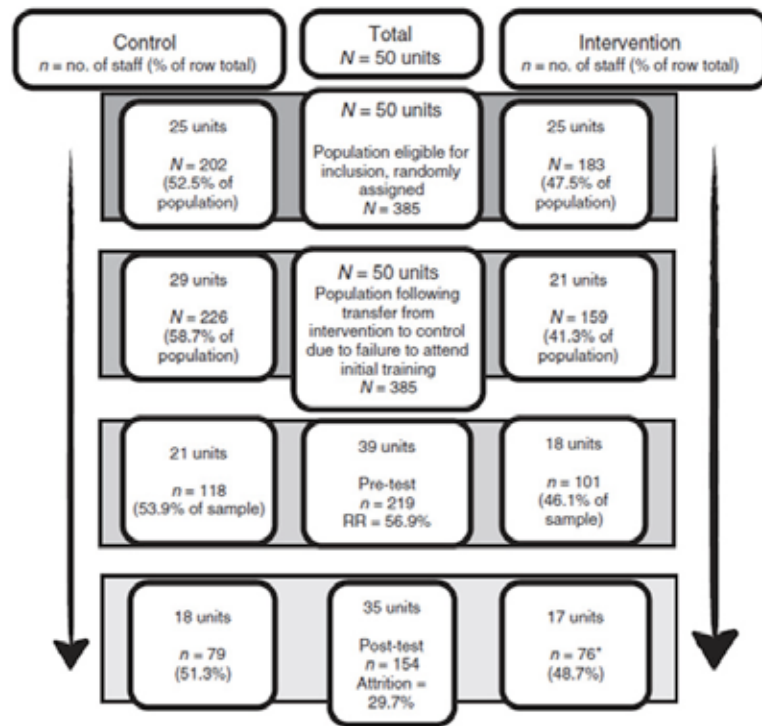 Control
n = no. of staff (% of row total)
Total
N = 50 units
Intervention
n = no. of staff (% of row total)
25 units
N = 202
(52.5% of
population)
N = 50 units
Population eligible for
inclusion, randomly
assigned
N = 385
25 units
N = 183
(47.5% of
population)
29 units
N = 226
(58.7% of
population)
N = 50 units
Population following
transfer from
intervention to control
due to failure to attend
initial training
N = 385
21 units
N = 159
(41.3% of
population)
21 units
n = 118
(53.9% of sample)
39 units
Pre-test
n = 219
RR = 56.9%
18 units
n = 101
(46.1% of
sample)
18 units
n = 79
(51.3%)
35 units
Post-test
n = 154
Attrition =
29.7%
17 units
n = 76*
(48.7%)